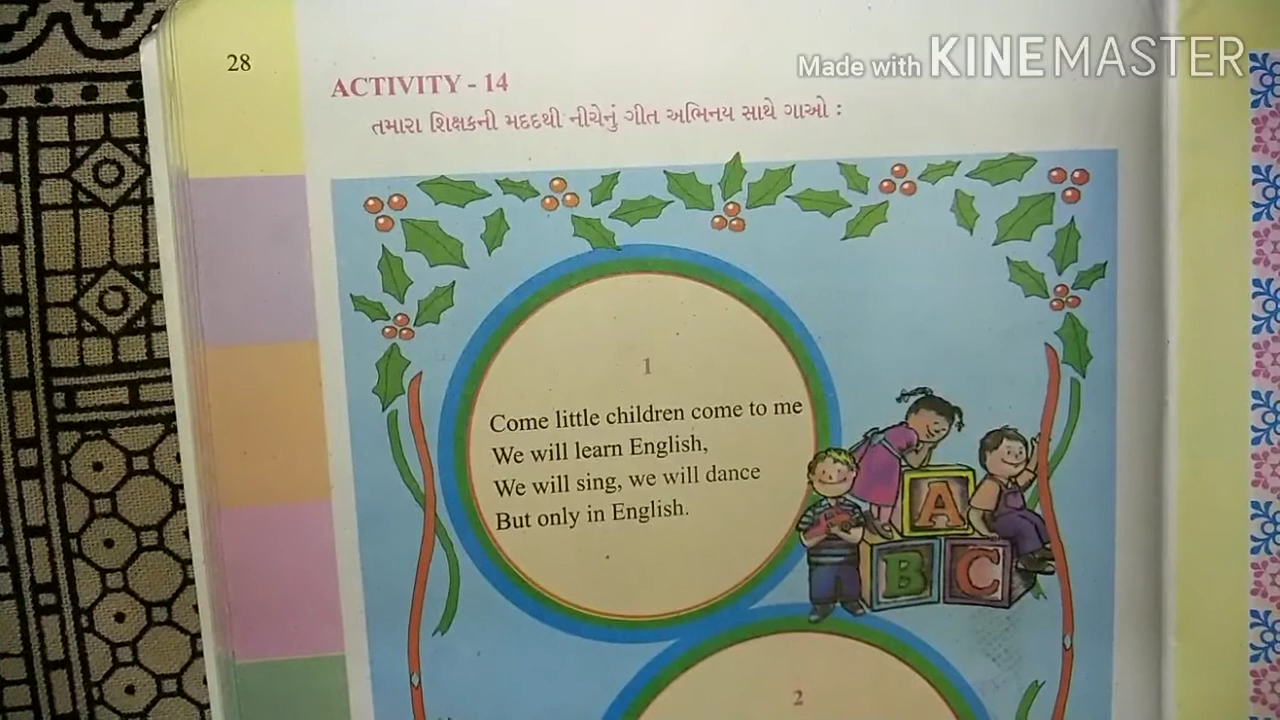 28
Made with KINEMASTER
ACTIVITY - 14
તમારા શિક્ષકની મદદથી નીચેનું ગીત અભિનય સાથે ગાઓ :
1
Come little children come to me
We will learn English,
We will sing, we will dance
But only in English.
A
B C
2